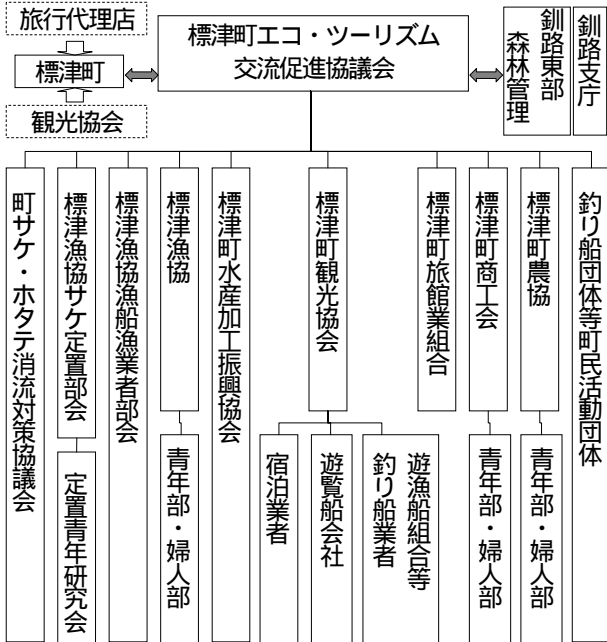 旅行代理店
標津町
観光協会
標津町エコ・ツーリズム
交流促進協議会
釧路東部
森林管理
釧路支庁
町サケ・ホタテ消流対策協議会
標津漁協サケ定置部会
定置青年研究会
標津漁協漁船漁業者部会
標津漁協
青年部・婦人部
標津町水産加工振興協会
標津町観光協会
宿泊業者
遊覧船会社
遊漁船組合等
釣り船業者
標津町旅館業組合
標津町商工会
青年部・婦人部
標津町農協
青年部・婦人部
釣り船団体等町民活動団体